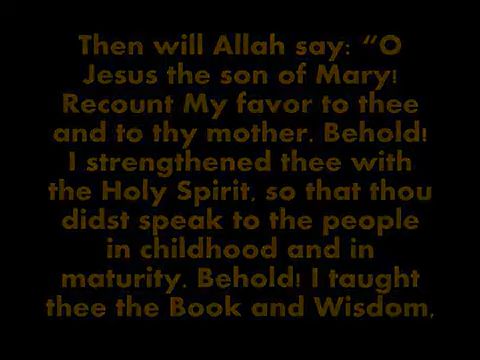 Then will Allah say: “O
Jesus the son of Mary!
Recount My favor to thee
and to thy mother. Behold!
I strengthened thee with
the Holy Spirit, so that thou
didst speak to the people
in childhood and in
maturity. Behold! I taught
thee the Book and Wisdom,